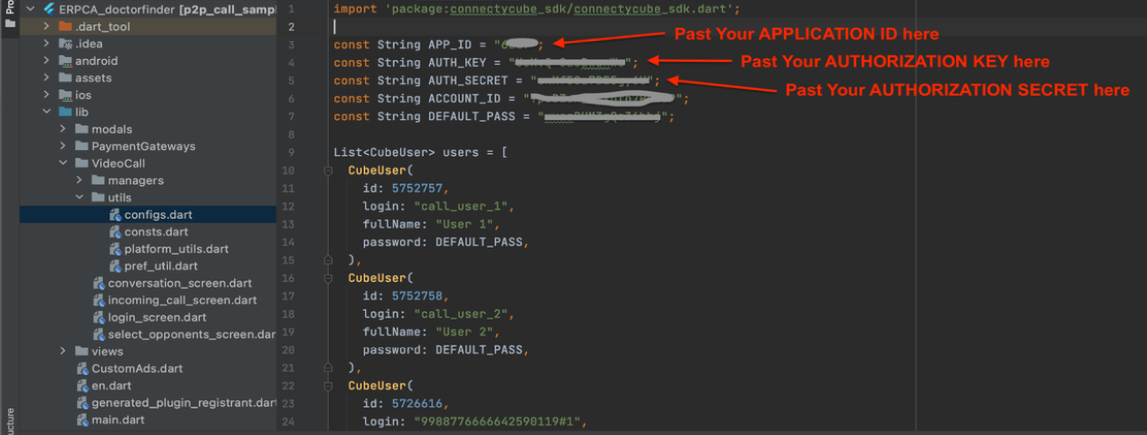 ERPCA_doctorfinder [p2p_call_sampl
.dart_tool
.idea
android
assets
ios
lib
modals
PaymentGateways
VideoCall
managers
utils
configs.dart
consts.dart
platform_utils.dart
pref_util.dart
conversation_screen.dart
incoming_call_screen.dart
login_screen.dart
select_opponents_screen.dar
views
CustomAds.dart
en.dart
generated_plugin_registrant.dart
main.dart
Pro
ucture
1 import 'package:connectycube_sdk/connectycube_sdk.dart';
2
3 const String APP_ID = " "; Past Your APPLICATION ID here
4 const String AUTH_KEY = " "; Past Your AUTHORIZATION KEY here
5 const String AUTH_SECRET = " "; Past Your AUTHORIZATION SECRET here
6 const String ACCOUNT_ID = " ";
7 const String DEFAULT_PASS = " ";
8
9 List<CubeUser> users = [
10 CubeUser(
11 id: 5752757,
12 login: "call_user_1",
13 fullName: "User 1",
14 password: DEFAULT_PASS,
15 ),
16 CubeUser(
17 id: 5752758,
18 login: "call_user_2",
19 fullName: "User 2",
20 password: DEFAULT_PASS,
21 ),
22 CubeUser(
23 id: 5726616,
24 login: "9988776666642590119#1",